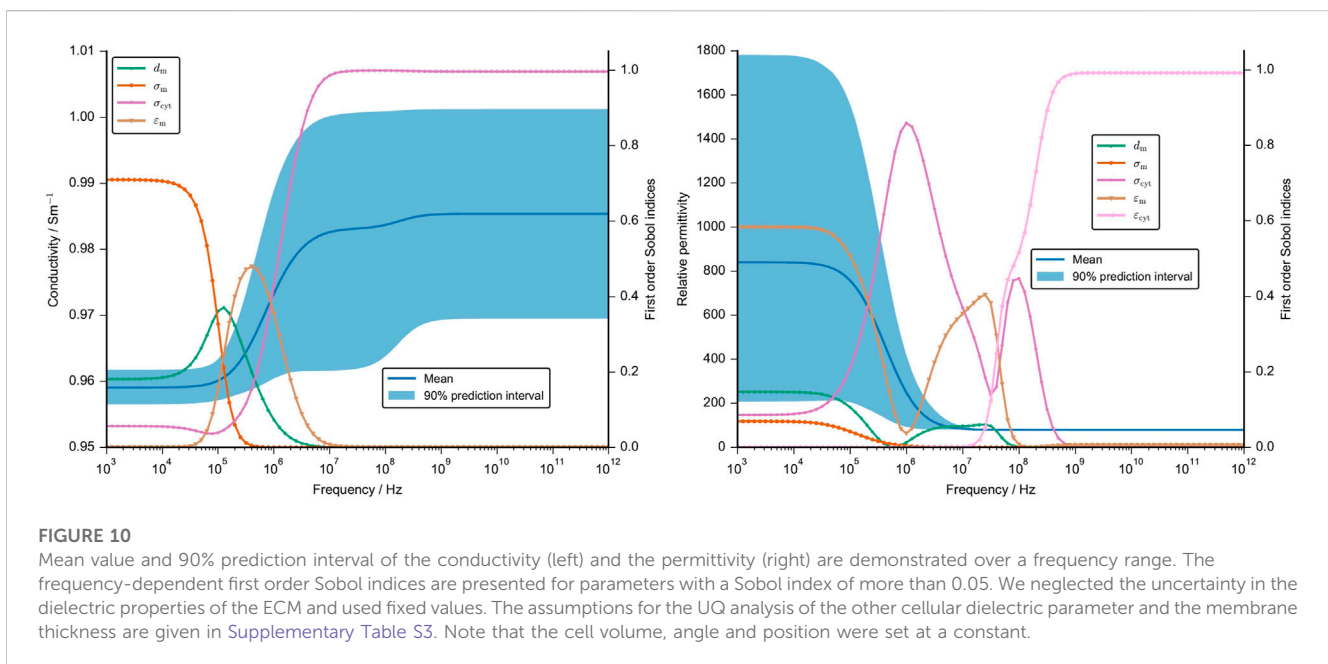 1.01
1.00
0.99
0.98
0.97
0.96
0.95
Conductivity / Sm⁻¹
d_m
σ_m
σ_cyt
ε_m
Mean
90% prediction interval
1.0
0.8
0.6
0.4
0.2
0.0
First order Sobol indices
10³ 10⁴ 10⁵ 10⁶ 10⁷ 10⁸ 10⁹ 10¹⁰ 10¹¹ 10¹²
Frequency / Hz
1800
1600
1400
1200
1000
800
600
400
200
0
Relative permittivity
d_m
σ_m
σ_cyt
ε_m
ε_cyt
Mean
90% prediction interval
1.0
0.8
0.6
0.4
0.2
0.0
First order Sobol indices
10³ 10⁴ 10⁵ 10⁶ 10⁷ 10⁸ 10⁹ 10¹⁰ 10¹¹ 10¹²
Frequency / Hz
FIGURE 10
Mean value and 90% prediction interval of the conductivity (left) and the permittivity (right) are demonstrated over a frequency range. The
frequency-dependent first order Sobol indices are presented for parameters with a Sobol index of more than 0.05. We neglected the uncertainty in the
dielectric properties of the ECM and used fixed values. The assumptions for the UQ analysis of the other cellular dielectric parameter and the membrane
thickness are given in Supplementary Table S3. Note that the cell volume, angle and position were set at a constant.